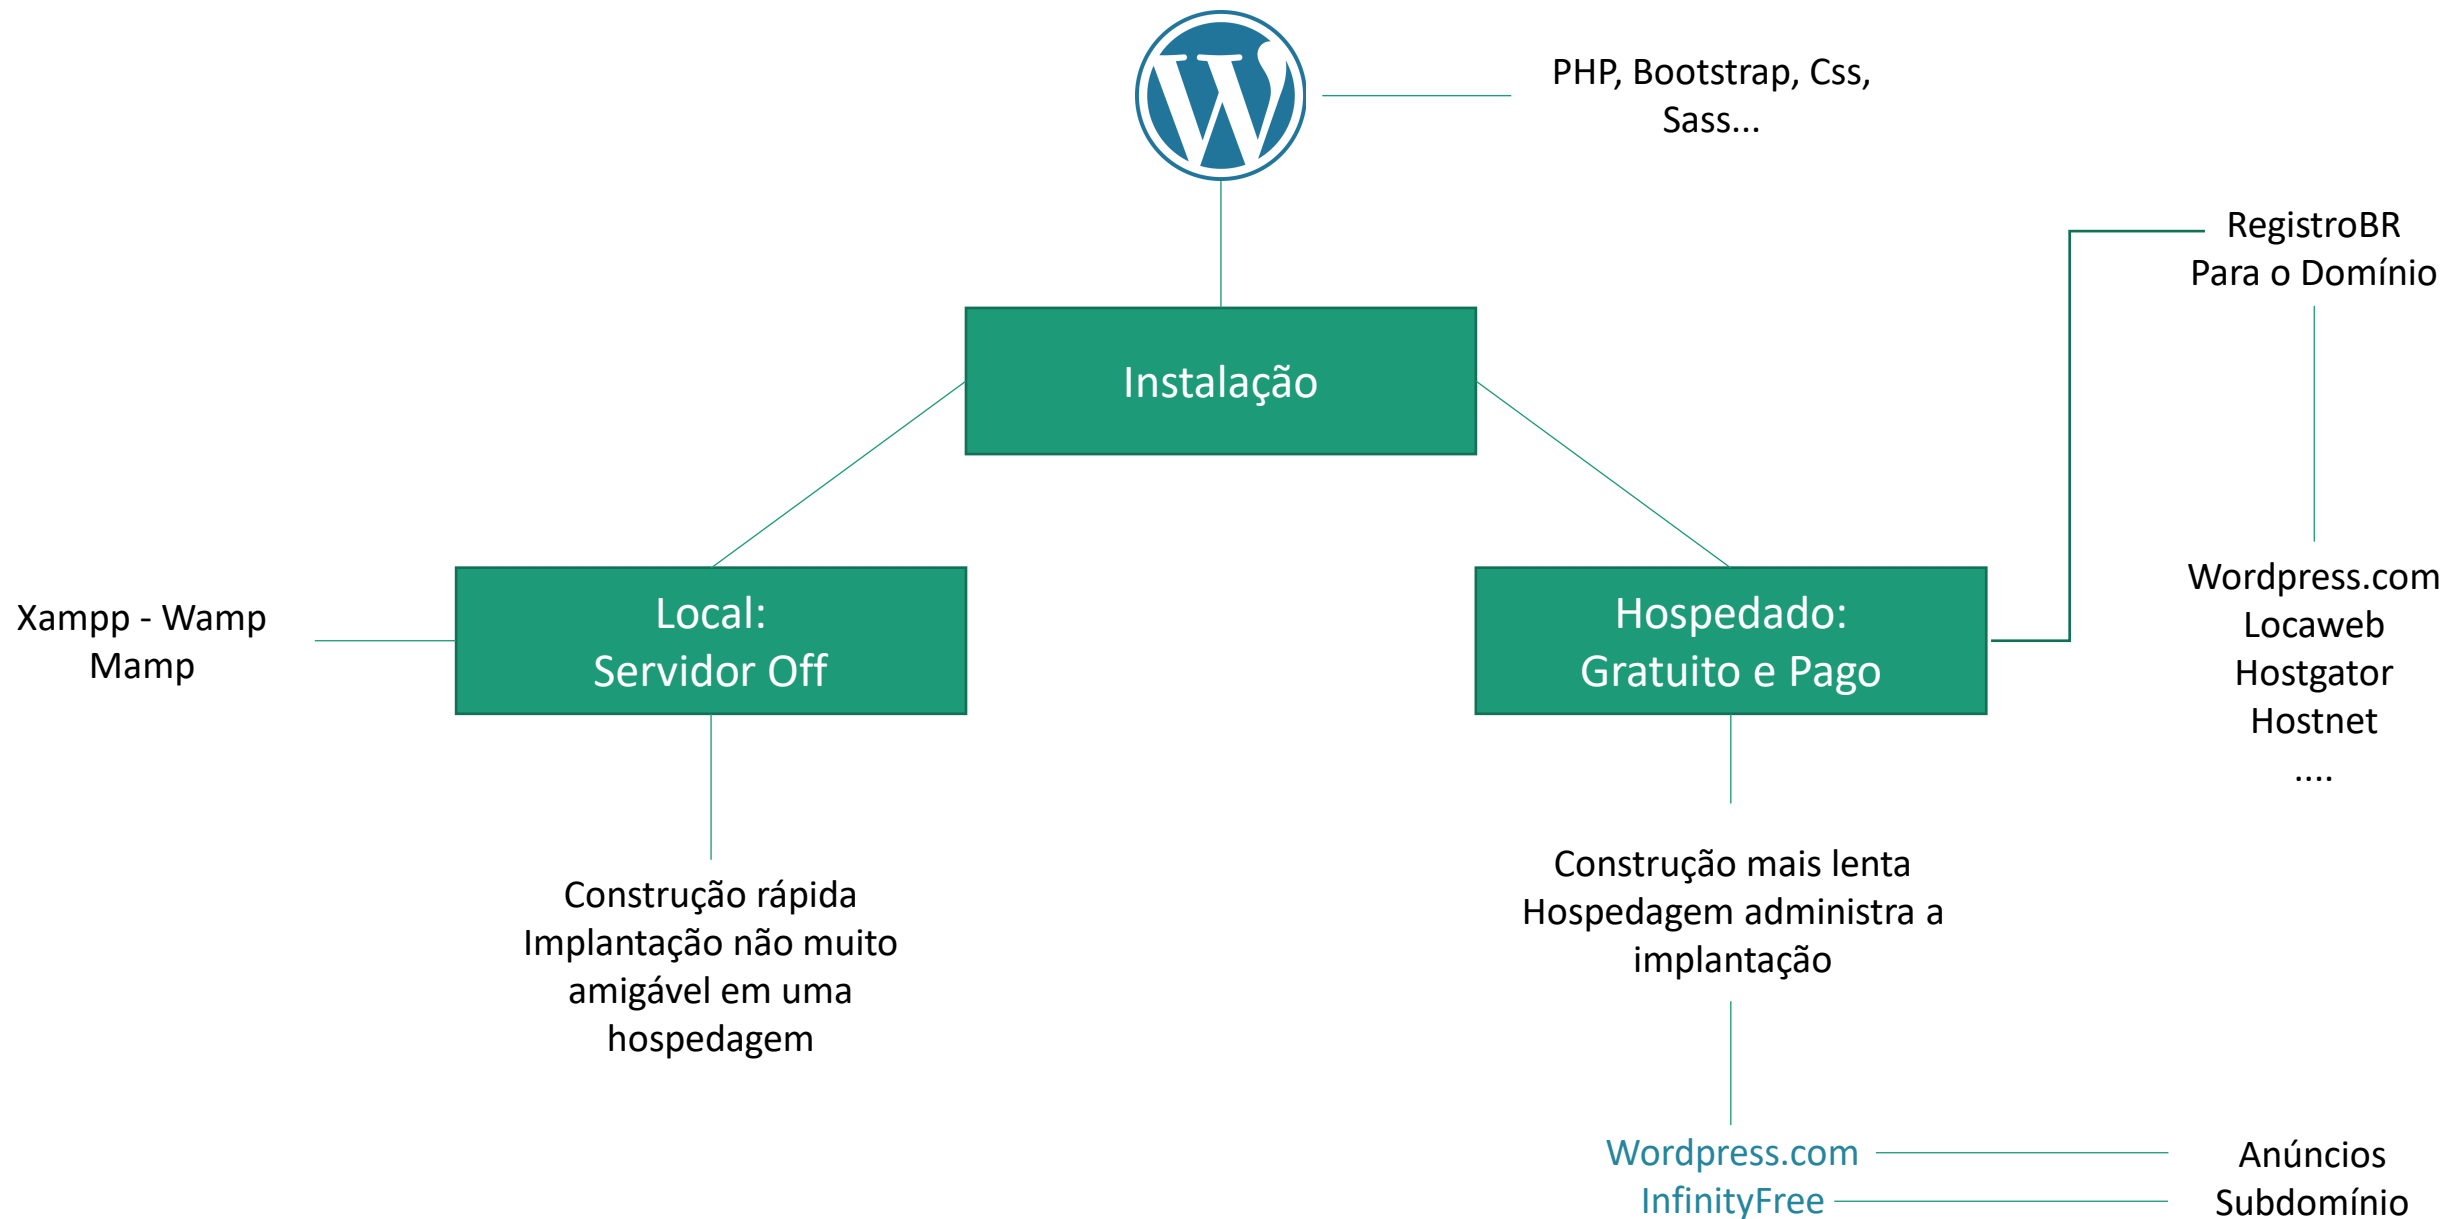 PHP, Bootstrap, Css,
Sass...
RegistroBR
Para o Domínio
Instalação
Xampp - Wamp
Mamp
Local:
Servidor Off
Hospedado:
Gratuito e Pago
Wordpress.com
Locaweb
Hostgator
Hostnet
....
Construção rápida
Implantação não muito
amigável em uma
hospedagem
Construção mais lenta
Hospedagem administra a
implantação
Wordpress.com
InfinityFree
Anúncios
Subdomínio